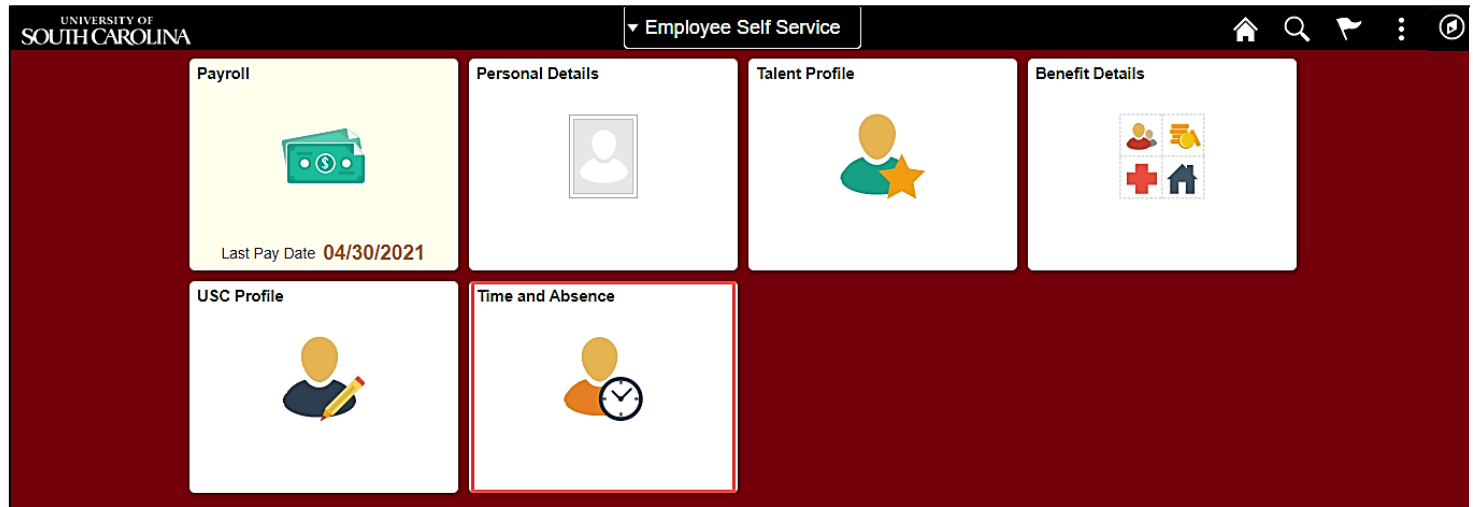 UNIVERSITY OF
SOUTH CAROLINA
Employee Self Service
Payroll
Personal Details
Talent Profile
Benefit Details
Last Pay Date 04/30/2021
USC Profile
Time and Absence